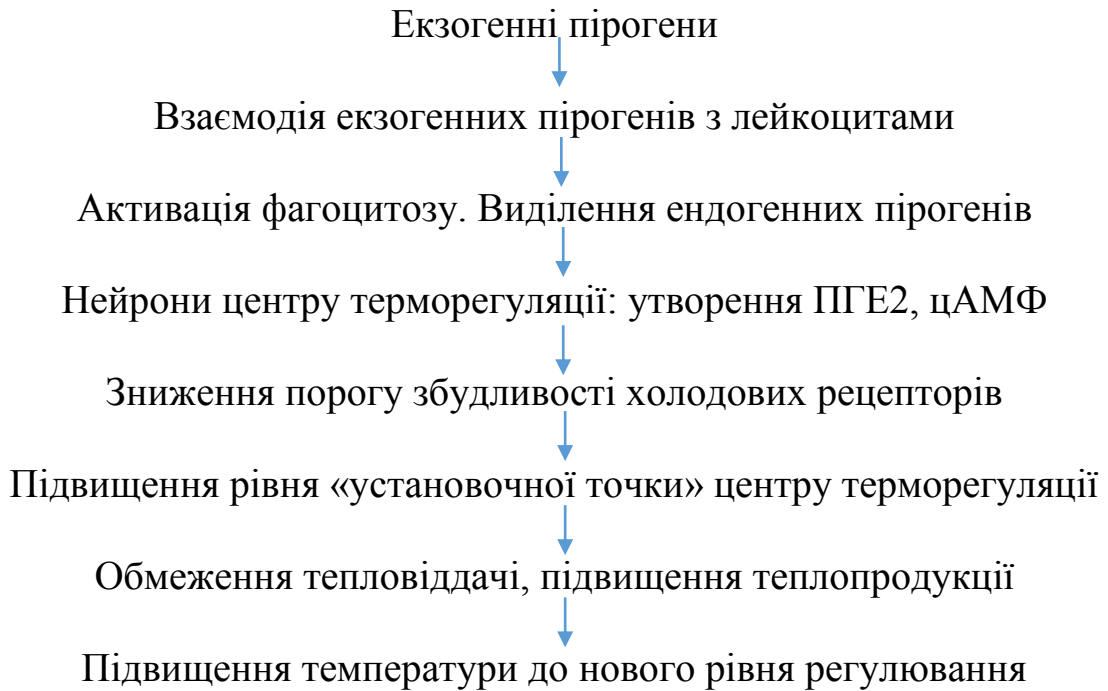 Екзогенні пірогени
Взаємодія екзогенних пірогенів з лейкоцитами
Активація фагоцитозу. Виділення ендогенних пірогенів
Нейрони центру терморегуляції: утворення ПГЕ2, цАМФ
Зниження порогу збудливості холодових рецепторів
Підвищення рівня «установочної точки» центру терморегуляції
Обмеження тепловіддачі, підвищення теплопродукції
Підвищення температури до нового рівня регулювання